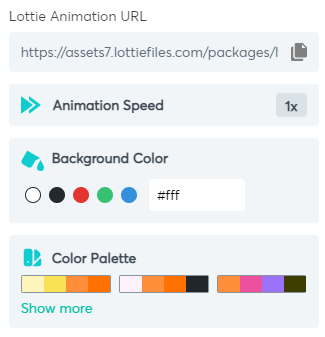 Lottie Animation URL
https://assets7.lottiefiles.com/packages/l
Animation Speed
1x
Background Color
#fff
Color Palette
Show more